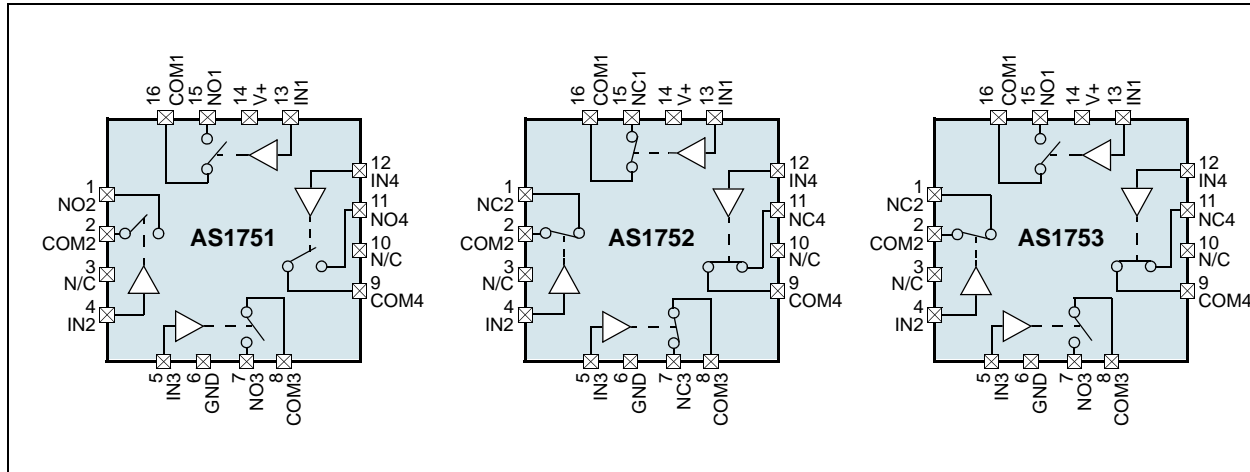 16
COM1
15
NO1
14
V+
13
IN1
1
NO2
2
COM2
3
N/C
4
IN2
AS1751
12
IN4
11
NO4
10
N/C
9
COM4
5
IN3
6
GND
7
NO3
8
COM3
16
COM1
15
NC1
14
V+
13
IN1
1
NC2
2
COM2
3
N/C
4
IN2
AS1752
12
IN4
11
NC4
10
N/C
9
COM4
5
IN3
6
GND
7
NC3
8
COM3
16
COM1
15
NO1
14
V+
13
IN1
1
NC2
2
COM2
3
N/C
4
IN2
AS1753
12
IN4
11
NC4
10
N/C
9
COM4
5
IN3
6
GND
7
NO3
8
COM3